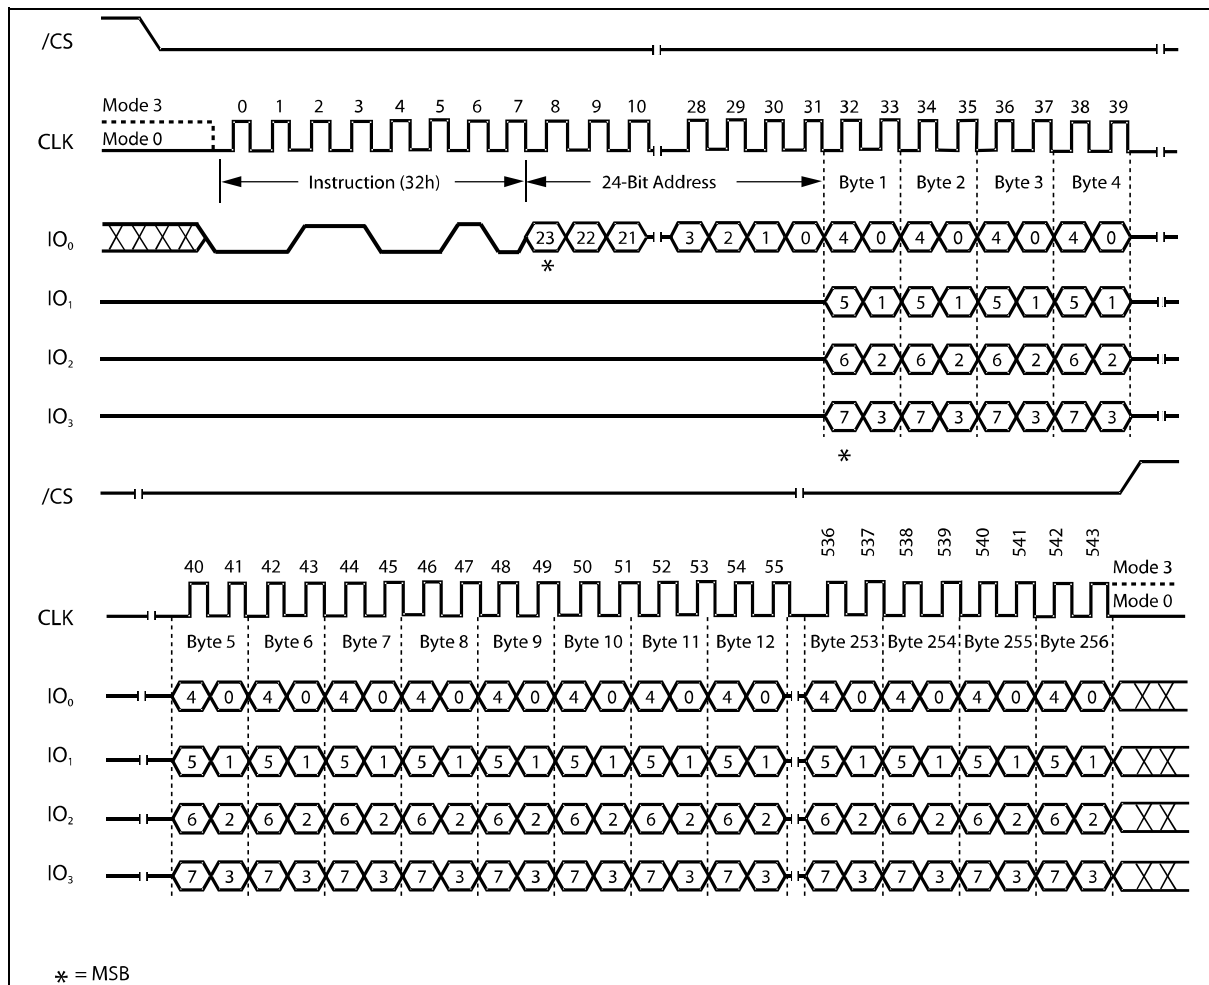 /CS
Mode 3
0 1 2 3 4 5 6 7 8 9 10 28 29 30 31 32 33 34 35 36 37 38 39
CLK
Mode 0
Instruction (32h) 24-Bit Address Byte 1 Byte 2 Byte 3 Byte 4
IO₀ 23 22 21 3 2 1 0 4 0 4 0 4 0 4 0
*
IO₁ 5 1 5 1 5 1 5 1
IO₂ 6 2 6 2 6 2 6 2
IO₃ 7 3 7 3 7 3 7 3
*
/CS
536 537 538 539 540 541 542 543
40 41 42 43 44 45 46 47 48 49 50 51 52 53 54 55 Mode 3
CLK Mode 0
Byte 5 Byte 6 Byte 7 Byte 8 Byte 9 Byte 10 Byte 11 Byte 12 Byte 253 Byte 254 Byte 255 Byte 256
IO₀ 4 0 4 0 4 0 4 0 4 0 4 0 4 0 4 0 4 0 4 0 4 0 4 0
IO₁ 5 1 5 1 5 1 5 1 5 1 5 1 5 1 5 1 5 1 5 1 5 1 5 1
IO₂ 6 2 6 2 6 2 6 2 6 2 6 2 6 2 6 2 6 2 6 2 6 2 6 2
IO₃ 7 3 7 3 7 3 7 3 7 3 7 3 7 3 7 3 7 3 7 3 7 3 7 3
* = MSB